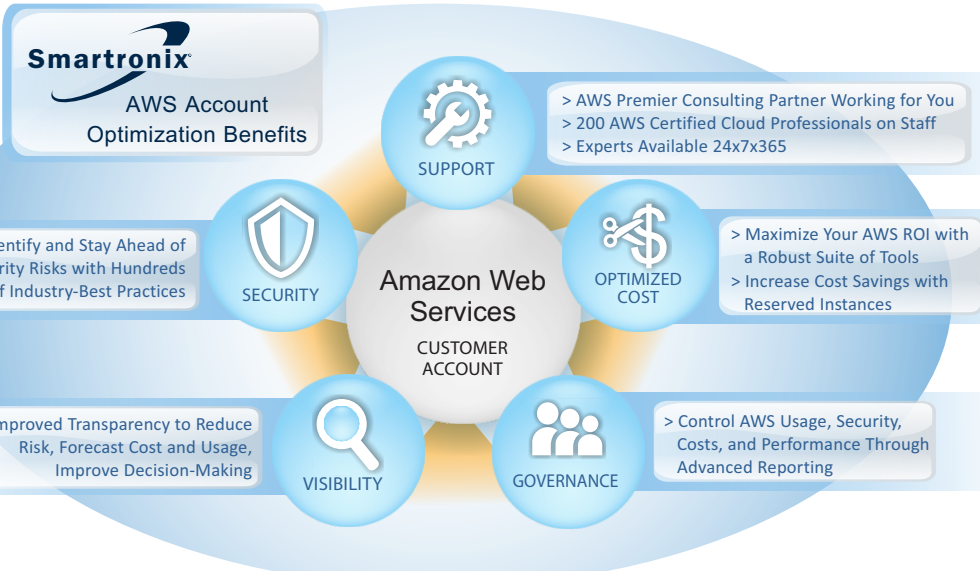 Smartronix
AWS Account
Optimization Benefits
> AWS Premier Consulting Partner Working for You
> 200 AWS Certified Cloud Professionals on Staff
> Experts Available 24x7x365
SUPPORT
entify and Stay Ahead of
rity Risks with Hundreds
f Industry-Best Practices
SECURITY
Amazon Web
Services
CUSTOMER
ACCOUNT
OPTIMIZED
COST
> Maximize Your AWS ROI with
a Robust Suite of Tools
> Increase Cost Savings with
Reserved Instances
mproved Transparency to Reduce
Risk, Forecast Cost and Usage,
Improve Decision-Making
VISIBILITY
GOVERNANCE
> Control AWS Usage, Security,
Costs, and Performance Through
Advanced Reporting